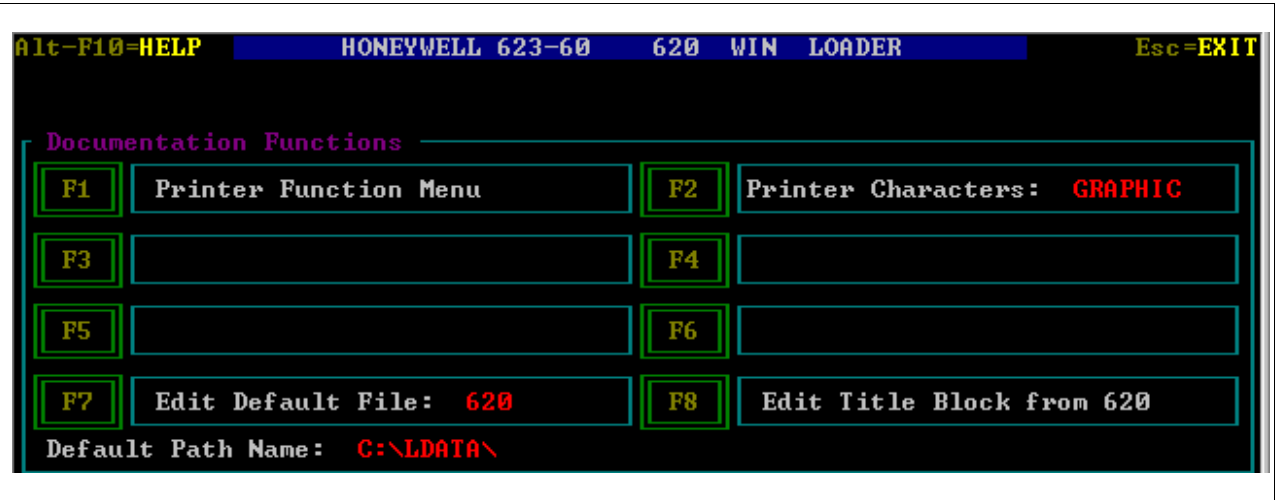 Alt-F10=HELP HONEYWELL 623-60 620 WIN LOADER Esc=EXIT
Documentation Functions
F1 Printer Function Menu F2 Printer Characters: GRAPHIC
F3 F4
F5 F6
F7 Edit Default File: 620 F8 Edit Title Block from 620
Default Path Name: C:\LDATA\